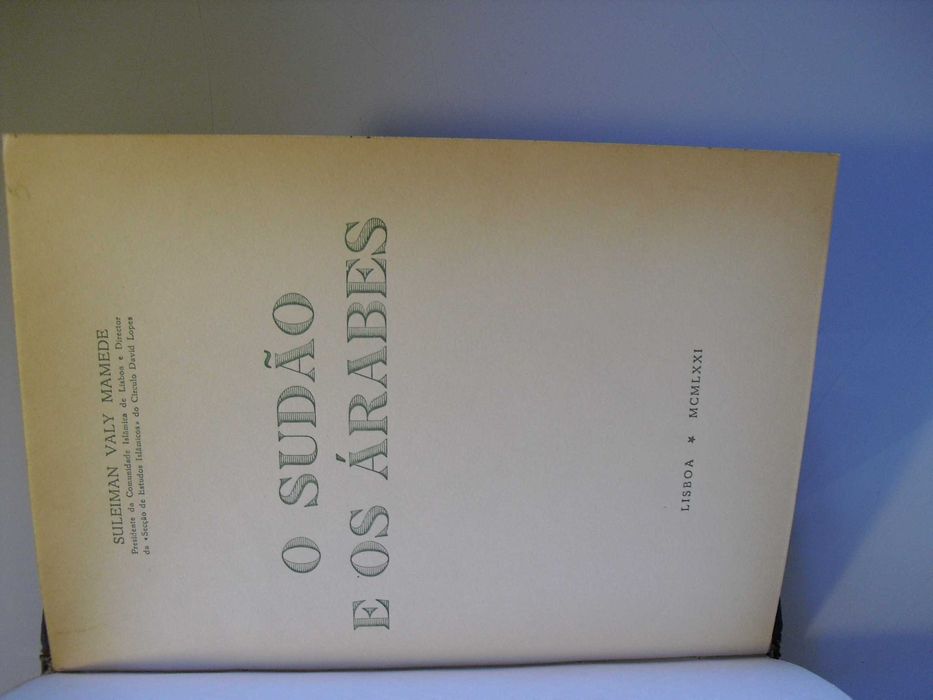 SULEIMAN VALY MAMEDE
Presidente da Comunidade Islâmica de Lisboa e Director
da «Secção de Estudos Islâmicos» do Círculo David Lopes
O SUDÃO
E OS ÁRABES
LISBOA ★ MCMLXXI